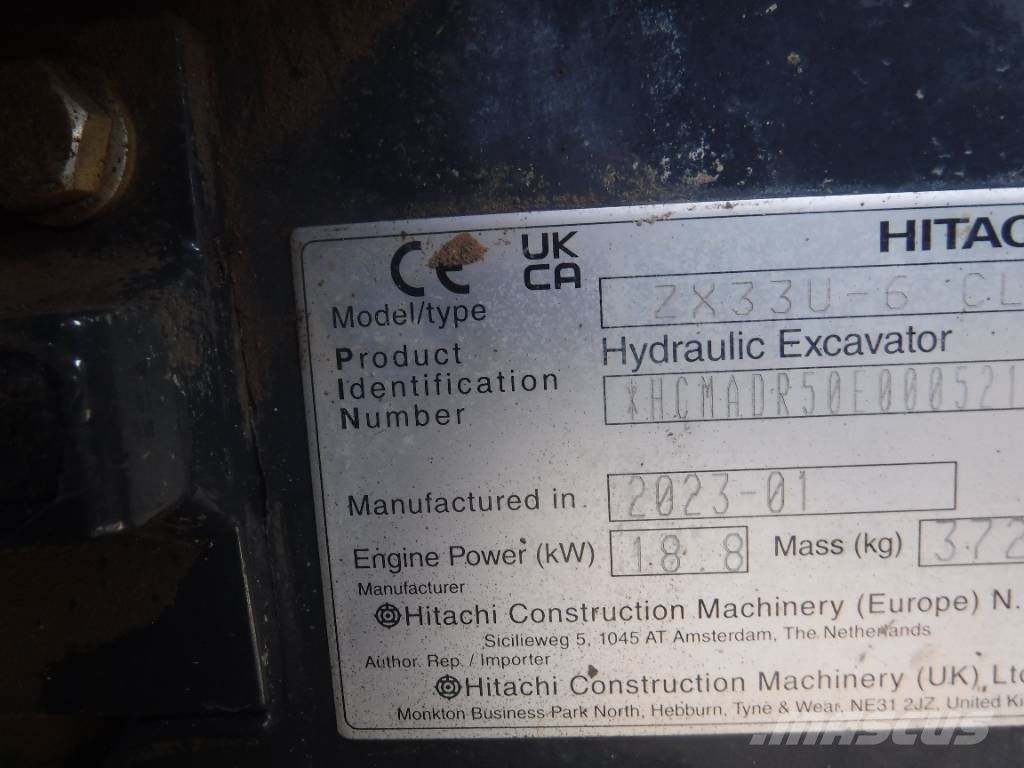 CE UK CA HITAC
Model/type ZX33U-6 CL
Product Hydraulic Excavator
Identification *HCMADR50E000521
Number
Manufactured in 2023-01
Engine Power (kW) 18.8 Mass (kg) 372
Manufacturer
Hitachi Construction Machinery (Europe) N.
Sicilieweg 5, 1045 AT Amsterdam, The Netherlands
Author. Rep. / Importer
Hitachi Construction Machinery (UK) Ltd
Monkton Business Park North, Hebburn, Tyne & Wear, NE31 2JZ, United Ki
MASCUS